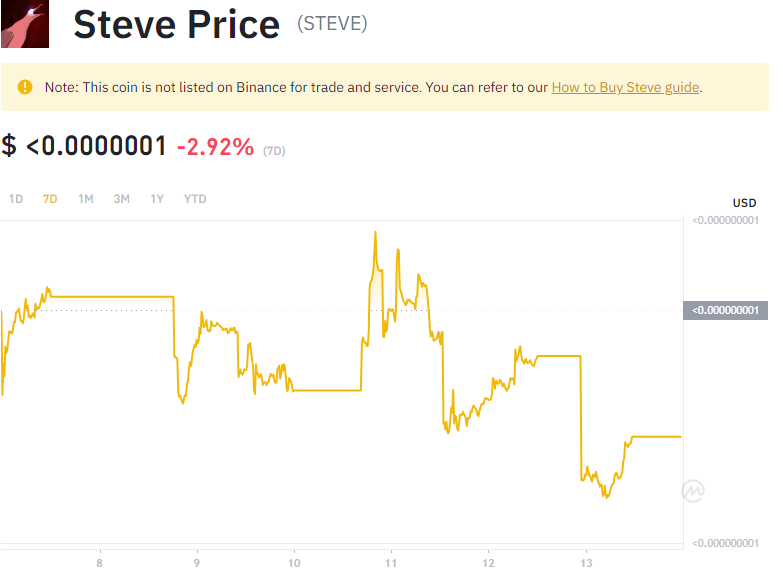 Steve Price (STEVE)
Note: This coin is not listed on Binance for trade and service. You can refer to our How to Buy Steve guide.
$ <0.0000001 -2.92% (7D)
1D 7D 1M 3M 1Y YTD
USD
<0.000000001
<0.000000001
<0.000000001
8 9 10 11 12 13